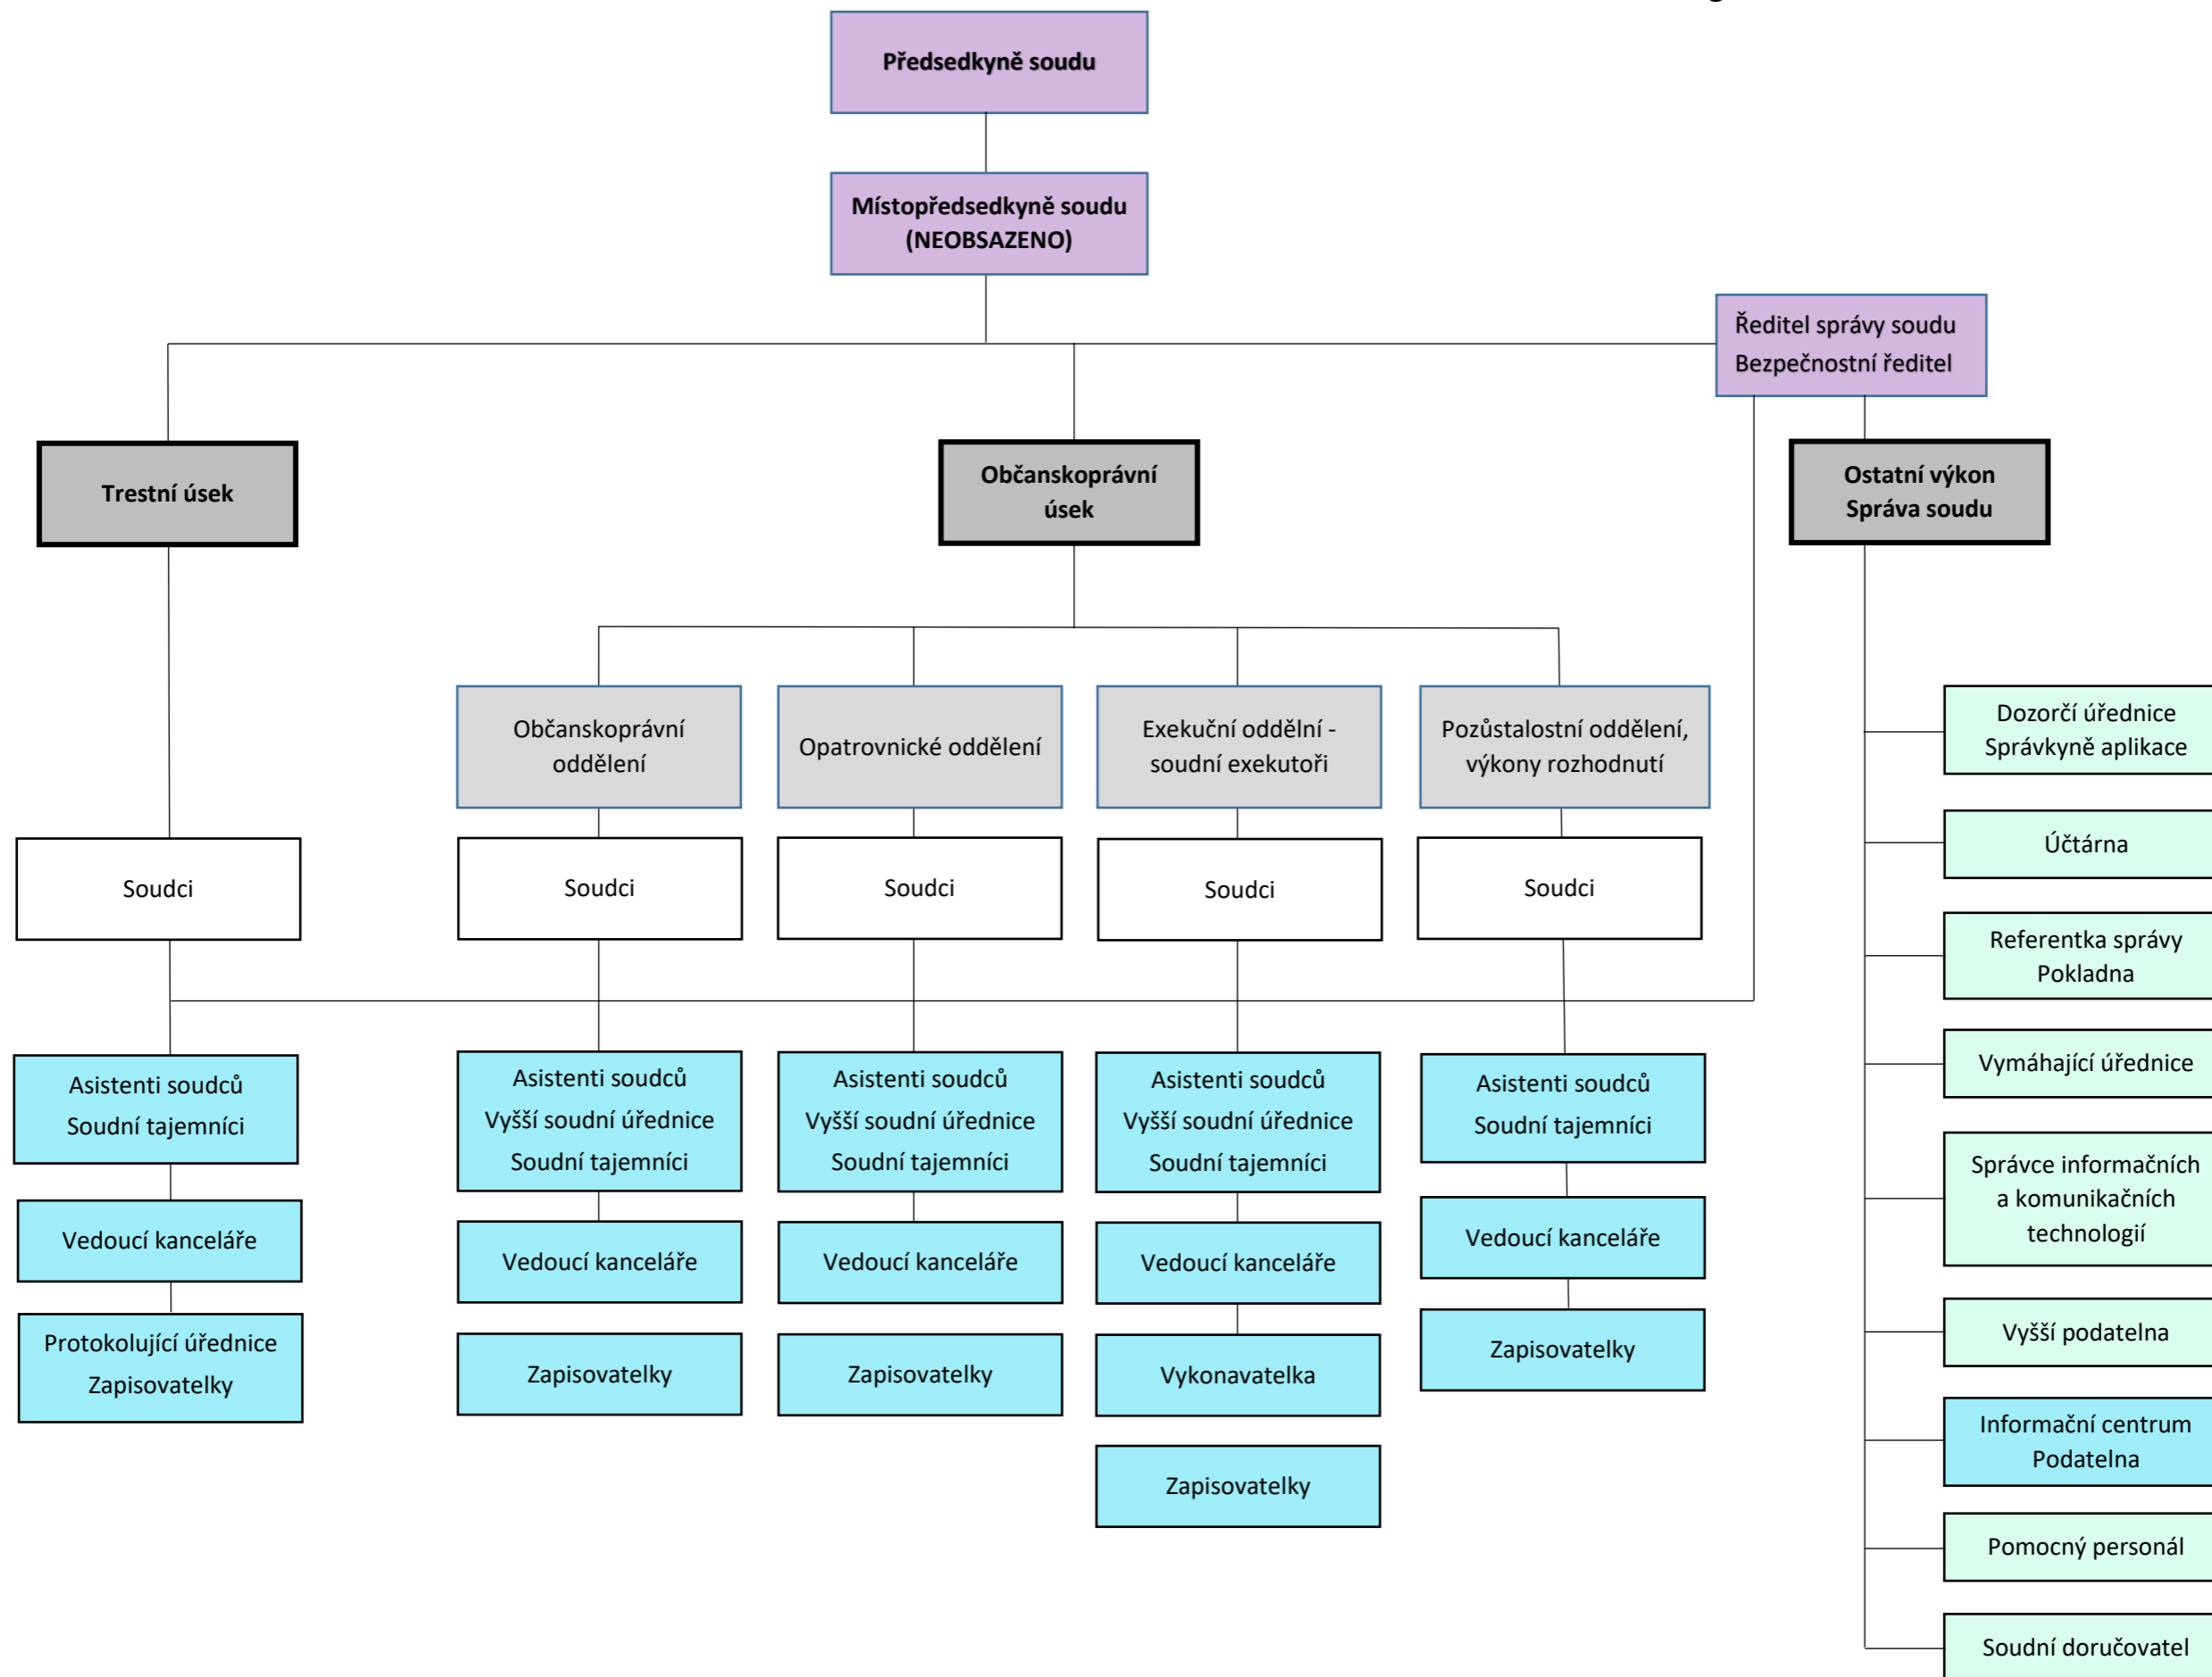 Předsedkyně soudu
Místopředsedkyně soudu
(NEOBSAZENO)
Ředitel správy soudu
Bezpečnostní ředitel
Trestní úsek
Občanskoprávní
úsek
Ostatní výkon
Správa soudu
Občanskoprávní
oddělení
Opatrovnické oddělení
Exekuční oddělní -
soudní exekutoři
Pozůstalostní oddělení,
výkony rozhodnutí
Soudci
Soudci
Soudci
Soudci
Soudci
Asistenti soudců
Soudní tajemníci
Vedoucí kanceláře
Protokolující úřednice
Zapisovatelky
Asistenti soudců
Vyšší soudní úřednice
Soudní tajemníci
Vedoucí kanceláře
Zapisovatelky
Asistenti soudců
Vyšší soudní úřednice
Soudní tajemníci
Vedoucí kanceláře
Zapisovatelky
Asistenti soudců
Vyšší soudní úřednice
Soudní tajemníci
Vedoucí kanceláře
Vykonavatelka
Zapisovatelky
Asistenti soudců
Soudní tajemníci
Vedoucí kanceláře
Zapisovatelky
Dozorčí úřednice
Správkyně aplikace
Účtárna
Referentka správy
Pokladna
Vymáhající úřednice
Správce informačních
a komunikačních
technologií
Vyšší podatelna
Informační centrum
Podatelna
Pomocný personál
Soudní doručovatel